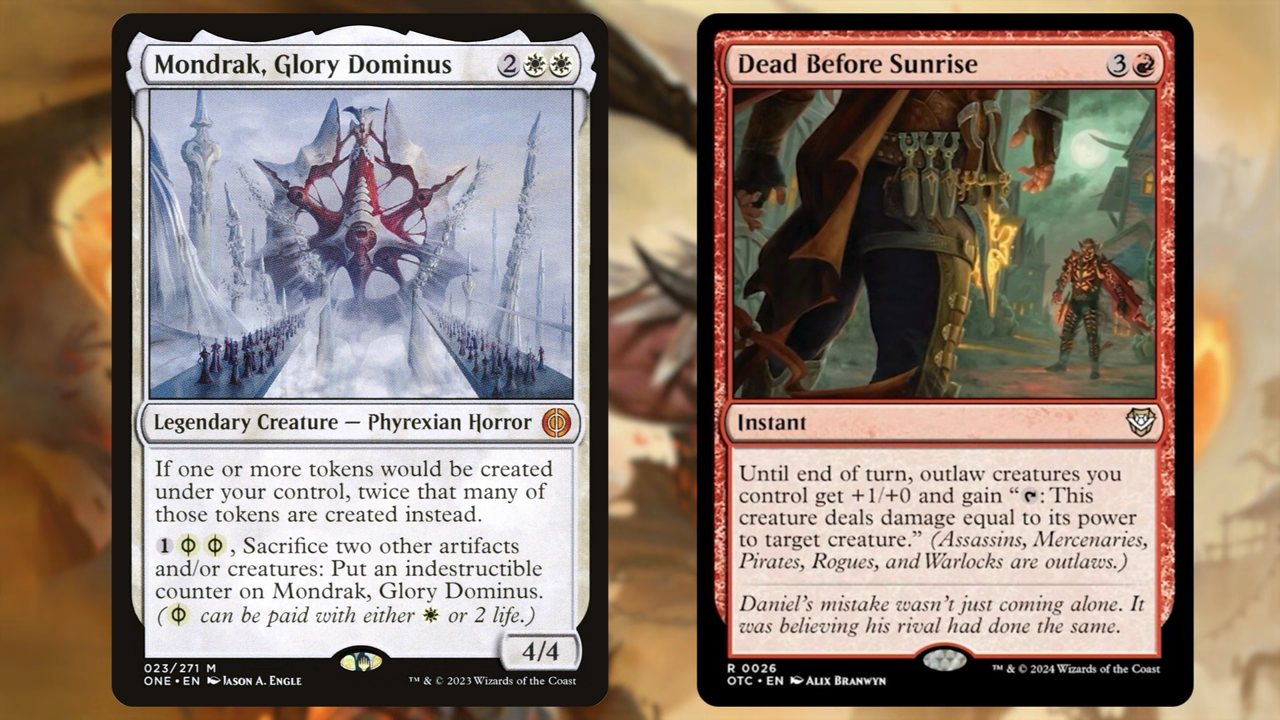 Mondrak, Glory Dominus
2
Legendary Creature — Phyrexian Horror
If one or more tokens would be created
under your control, twice that many of
those tokens are created instead.
1 , Sacrifice two other artifacts
and/or creatures: Put an indestructible
counter on Mondrak, Glory Dominus.
( can be paid with either or 2 life.)
4/4
023/271 M
ONE • EN Jason A. Engle
™ & © 2023 Wizards of the Coast
Dead Before Sunrise
3
Instant
Until end of turn, outlaw creatures you
control get +1/+0 and gain “ : This
creature deals damage equal to its power
to target creature.” (Assassins, Mercenaries,
Pirates, Rogues, and Warlocks are outlaws.)
Daniel’s mistake wasn’t just coming alone. It
was believing his rival had done the same.
R 0026
OTC • EN Alix Branwyn
™ & © 2024 Wizards of the Coast